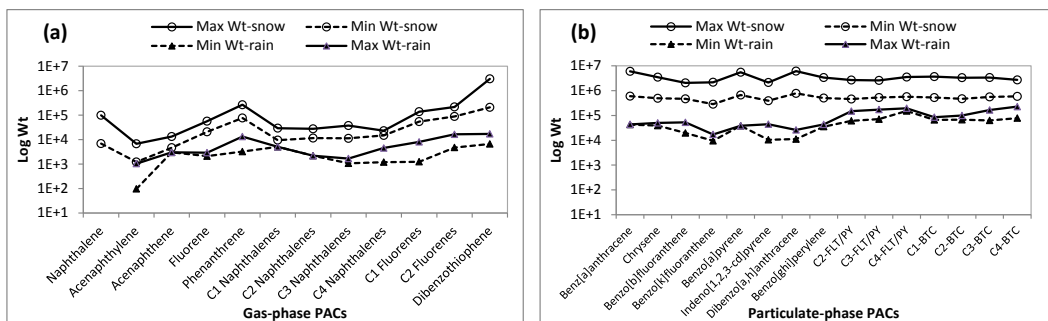 (a)
Max Wt-snow
Min Wt-snow
Min Wt-rain
Max Wt-rain
Log Wt
1E+7
1E+6
1E+5
1E+4
1E+3
1E+2
1E+1
Naphthalene
Acenaphthylene
Acenaphthene
Fluorene
Phenanthrene
C1 Naphthalenes
C2 Naphthalenes
C3 Naphthalenes
C4 Naphthalenes
C1 Fluorenes
C2 Fluorenes
Dibenzothiophene
Gas-phase PACs
(b)
Max Wt-snow
Min Wt-snow
Min Wt-rain
Max Wt-rain
Log Wt
1E+7
1E+6
1E+5
1E+4
1E+3
1E+2
1E+1
Benz[a]anthracene
Chrysene
Benzo[b]fluoranthene
Benzo[k]fluoranthene
Benzo[a]pyrene
Indeno[1,2,3-cd]pyrene
Dibenzo[a,h]anthracene
Benzo[ghi]perylene
C2-FLT/PY
C3-FLT/PY
C4-FLT/PY
C1-BTC
C2-BTC
C3-BTC
C4-BTC
Particulate-phase PACs